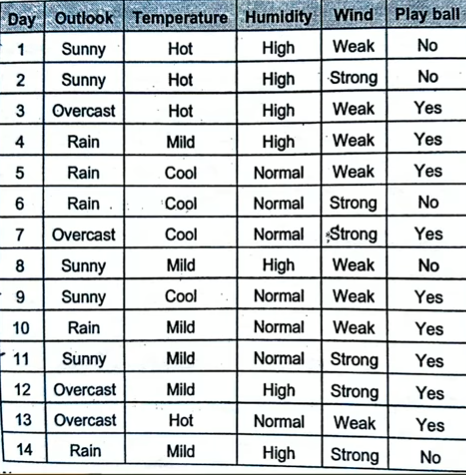 Day Outlook Temperature Humidity Wind Play ball
1 Sunny Hot High Weak No
2 Sunny Hot High Strong No
3 Overcast Hot High Weak Yes
4 Rain Mild High Weak Yes
5 Rain Cool Normal Weak Yes
6 Rain Cool Normal Strong No
7 Overcast Cool Normal Strong Yes
8 Sunny Mild High Weak No
9 Sunny Cool Normal Weak Yes
10 Rain Mild Normal Weak Yes
11 Sunny Mild Normal Strong Yes
12 Overcast Mild High Strong Yes
13 Overcast Hot Normal Weak Yes
14 Rain Mild High Strong No